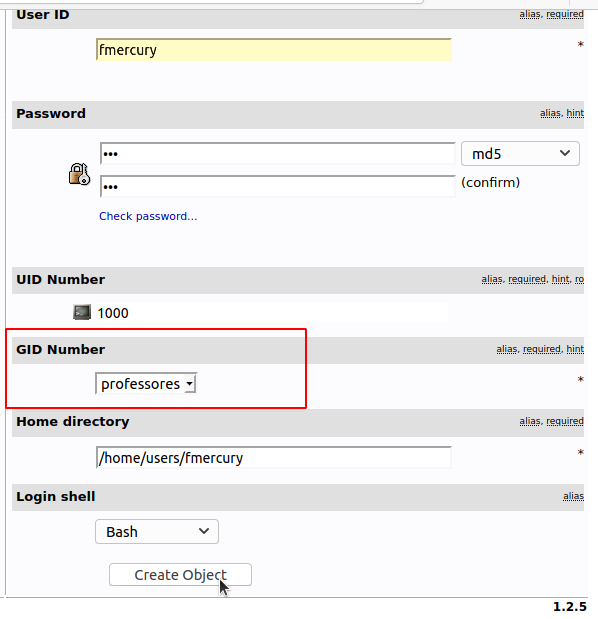 User ID alias, required
fmercury *
Password alias, hint
••• md5
••• (confirm)
Check password...
UID Number alias, required, hint, ro
1000
GID Number alias, required, hint
professores *
Home directory alias, required
/home/users/fmercury *
Login shell alias
Bash
Create Object
1.2.5